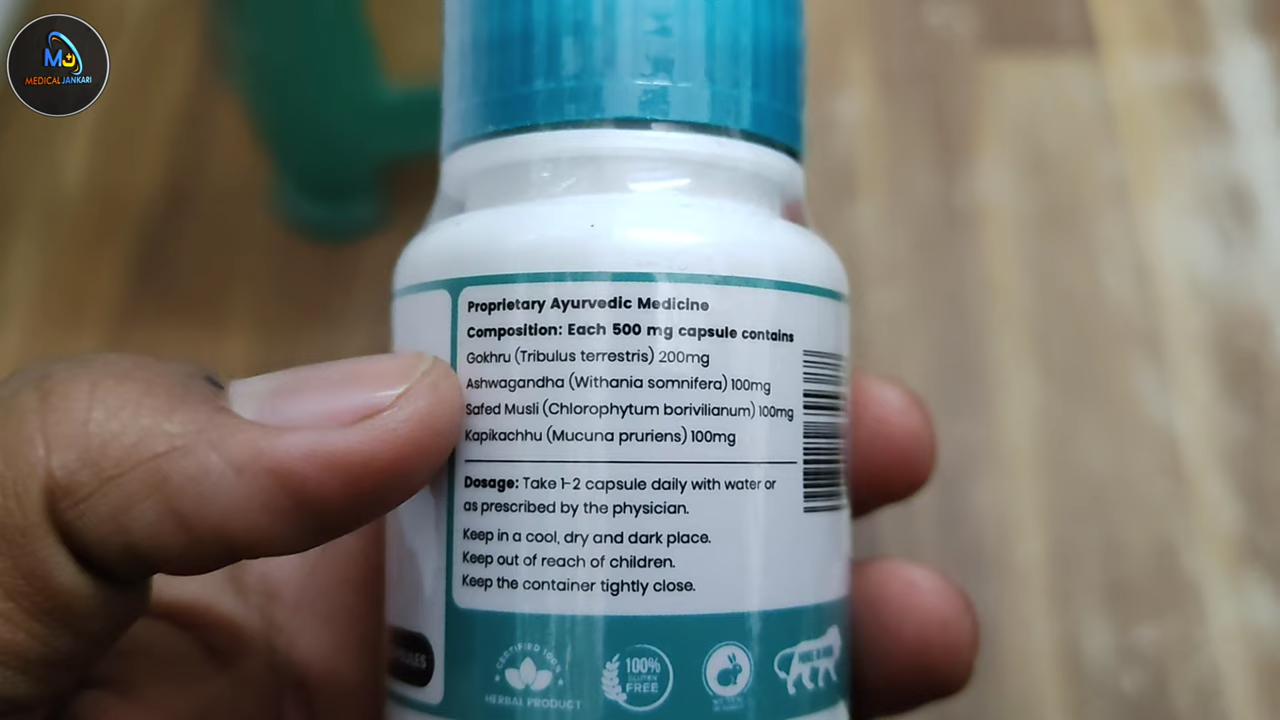 MEDICAL JANKARI
Proprietary Ayurvedic Medicine
Composition: Each 500 mg capsule contains
Gokhru (Tribulus terrestris) 200mg
Ashwagandha (Withania somnifera) 100mg
Safed Musli (Chlorophytum borivilianum) 100mg
Kapikachhu (Mucuna pruriens) 100mg
Dosage: Take 1-2 capsule daily with water or
as prescribed by the physician.
Keep in a cool, dry and dark place.
Keep out of reach of children.
Keep the container tightly close.
CERTIFIED 100%
HERBAL PRODUCT
100%
GLUTEN
FREE